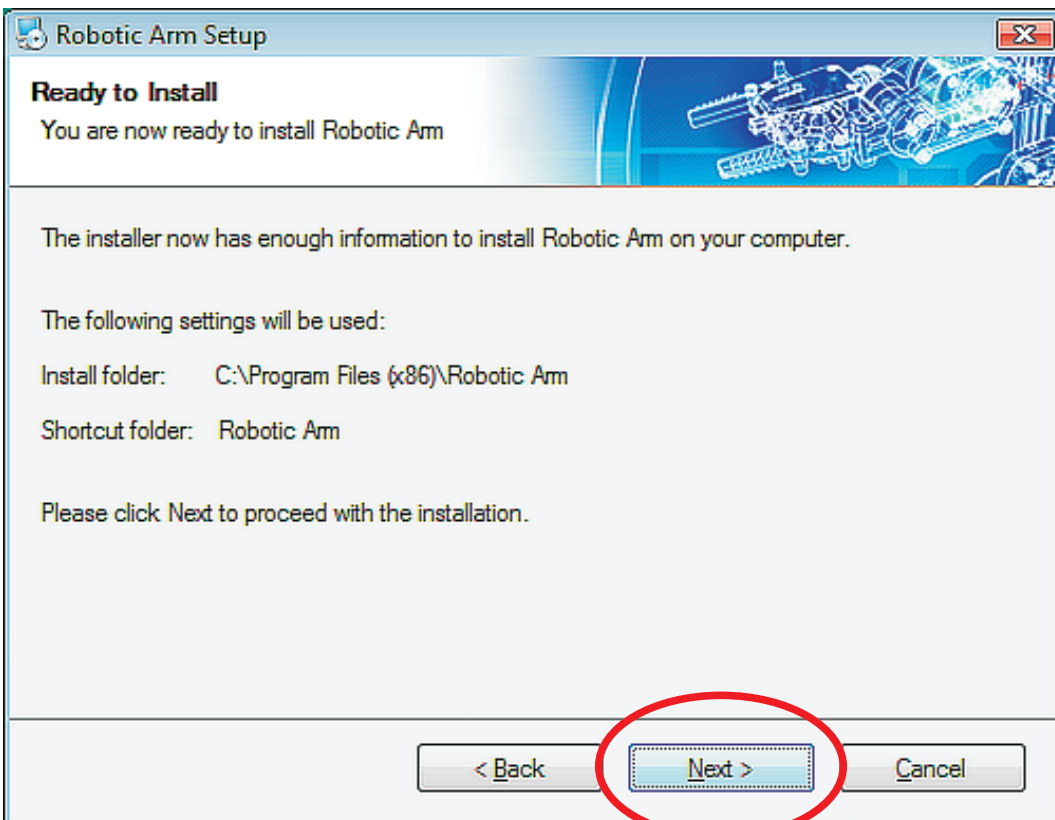 Robotic Arm Setup
Ready to Install
You are now ready to install Robotic Arm
The installer now has enough information to install Robotic Arm on your computer.
The following settings will be used:
Install folder: C:\Program Files (x86)\Robotic Arm
Shortcut folder: Robotic Arm
Please click Next to proceed with the installation.
< Back Next > Cancel